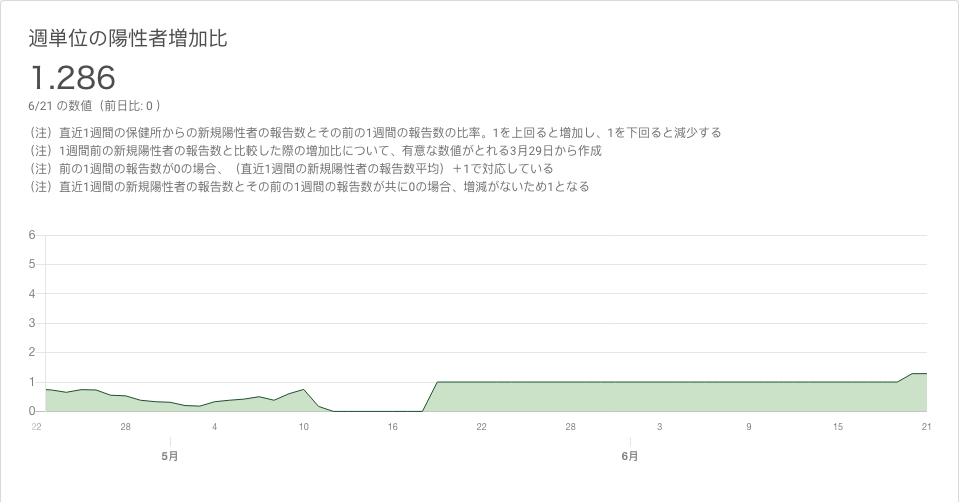 週単位の陽性者増加比
1.286
6/21 の数値（前日比: 0 ）
（注）直近1週間の保健所からの新規陽性者の報告数とその前の1週間の報告数の比率。1を上回ると増加し、1を下回ると減少する
（注）1週間前の新規陽性者の報告数と比較した際の増加比について、有意な数値がとれる3月29日から作成
（注）前の1週間の報告数が0の場合、（直近1週間の新規陽性者の報告数平均）＋1で対応している
（注）直近1週間の新規陽性者の報告数とその前の1週間の報告数が共に0の場合、増減がないため1となる
6
5
4
3
2
1
0
22 28 4 10 16 22 28 3 9 15 21
5月 6月